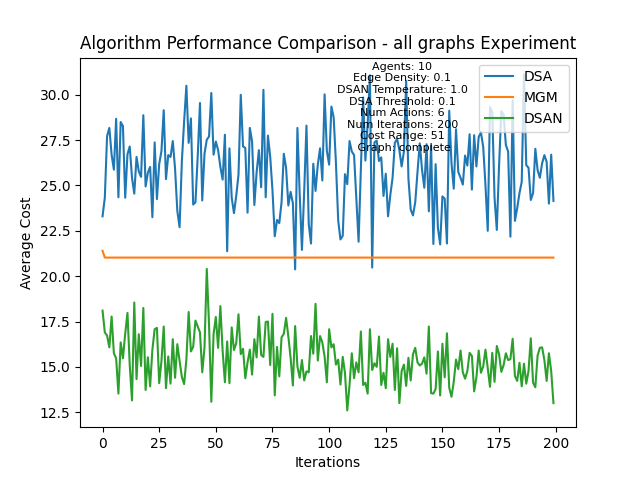 Algorithm Performance Comparison - all graphs Experiment
Agents: 10
Edge Density: 0.1
DSAN Temperature: 1.0
DSA Threshold: 0.1
Num Actions: 6
Num Iterations: 200
Cost Range: 51
Graph: Complete
DSA
MGM
DSAN
Average Cost
30.0
27.5
25.0
22.5
20.0
17.5
15.0
12.5
0
25
50
75
100
125
150
175
200
Iterations